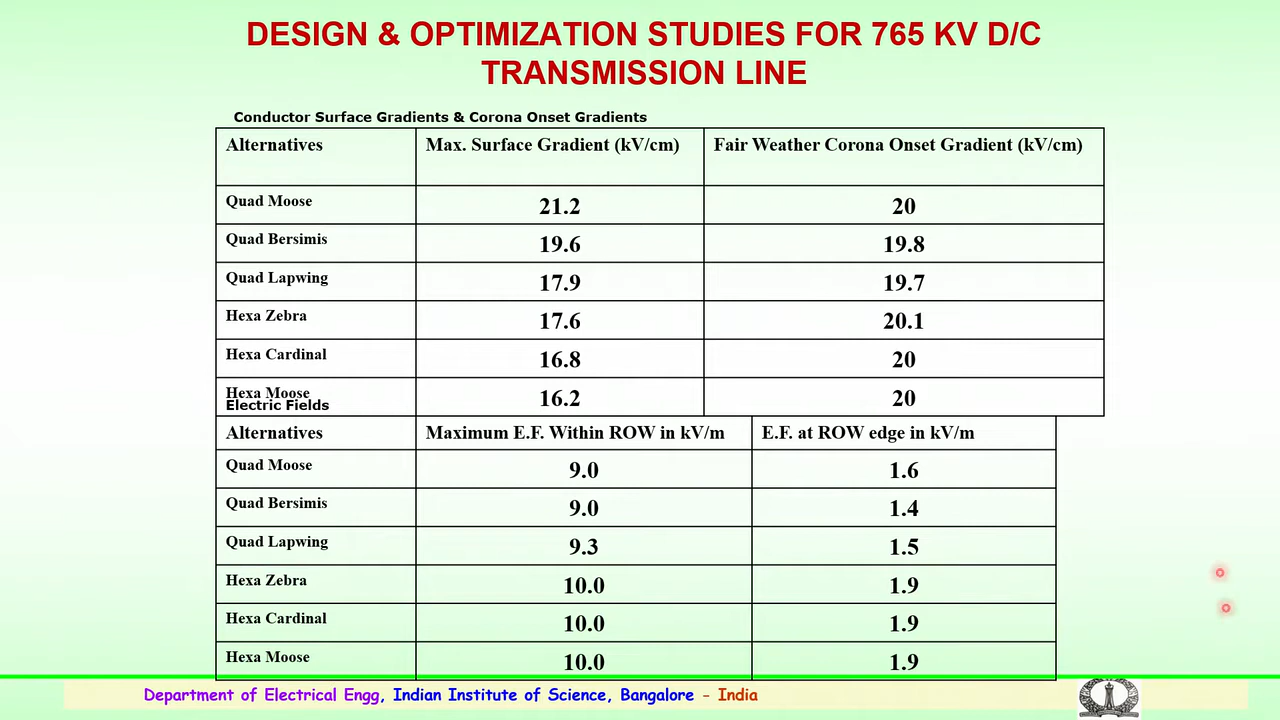 DESIGN & OPTIMIZATION STUDIES FOR 765 KV D/C
TRANSMISSION LINE
Conductor Surface Gradients & Corona Onset Gradients
Alternatives Max. Surface Gradient (kV/cm) Fair Weather Corona Onset Gradient (kV/cm)
Quad Moose 21.2 20
Quad Bersimis 19.6 19.8
Quad Lapwing 17.9 19.7
Hexa Zebra 17.6 20.1
Hexa Cardinal 16.8 20
Hexa Moose 16.2 20
Electric Fields
Alternatives Maximum E.F. Within ROW in kV/m E.F. at ROW edge in kV/m
Quad Moose 9.0 1.6
Quad Bersimis 9.0 1.4
Quad Lapwing 9.3 1.5
Hexa Zebra 10.0 1.9
Hexa Cardinal 10.0 1.9
Hexa Moose 10.0 1.9
Department of Electrical Engg, Indian Institute of Science, Bangalore - India